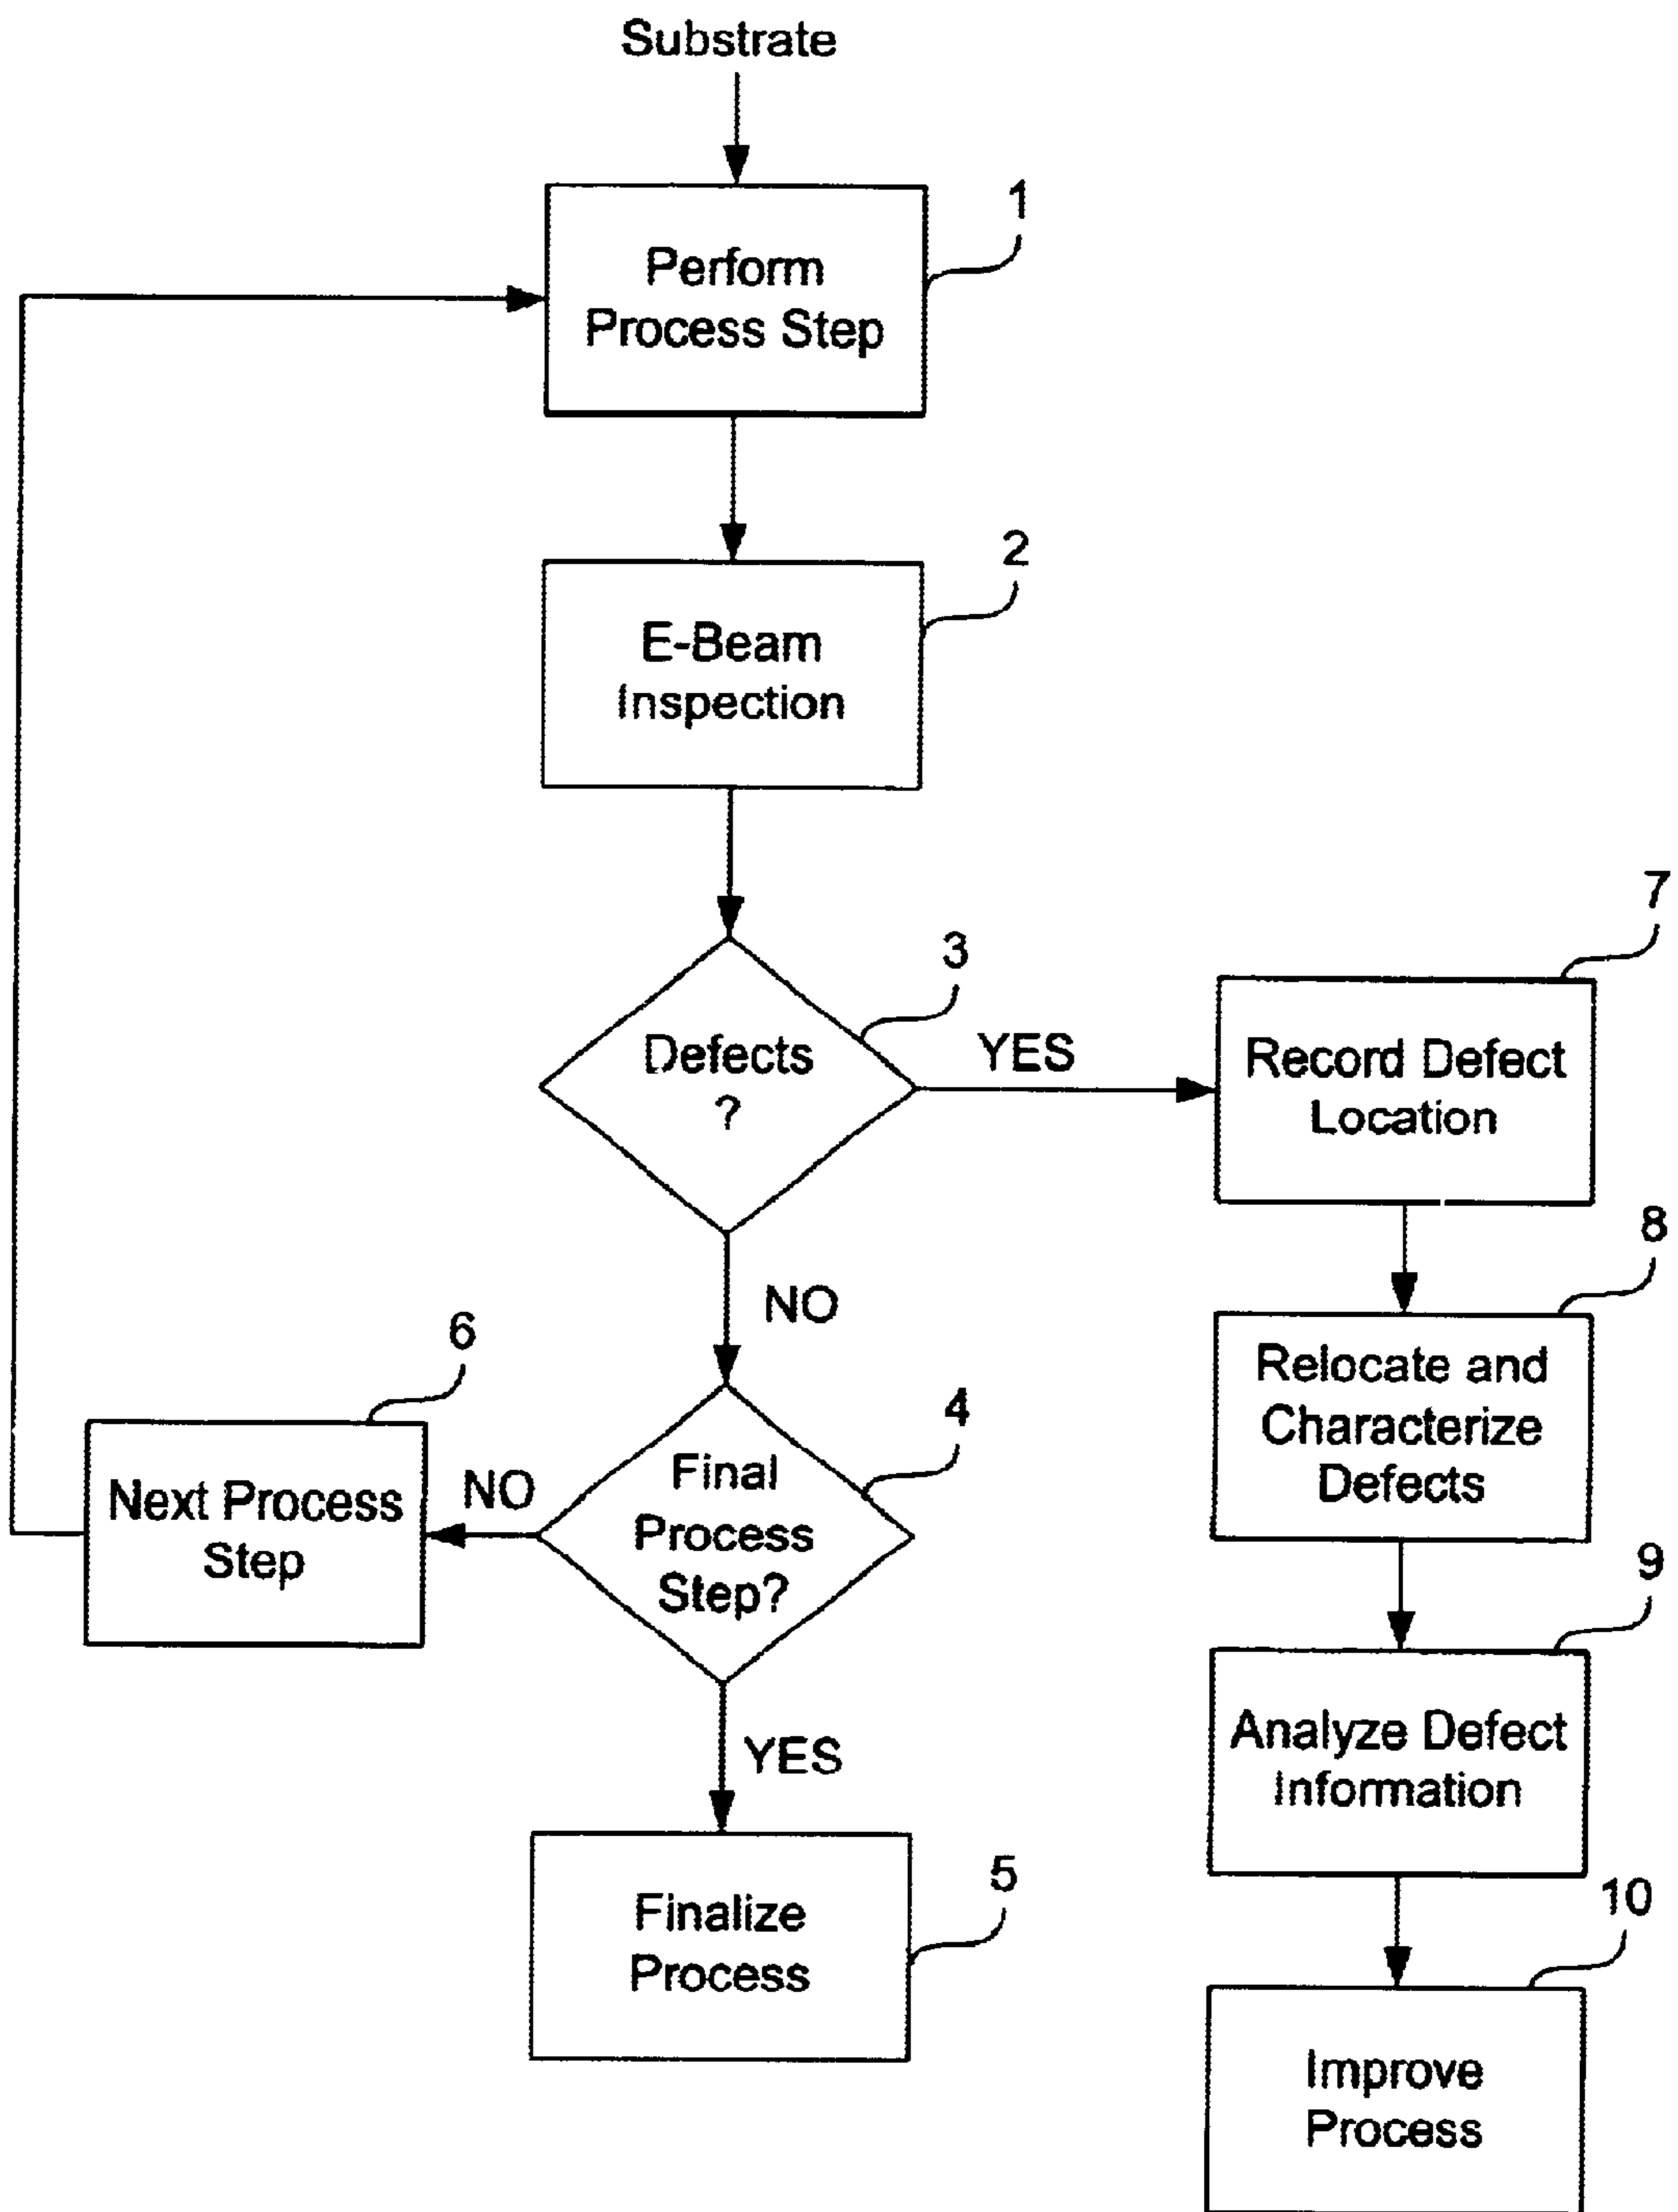 Substrate
1
Perform
Process Step
2
E-Beam
Inspection
3
Defects
?
YES
7
Record Defect
Location
NO
8
Relocate and
Characterize
Defects
6
Next Process
Step
NO
4
Final
Process
Step?
9
Analyze Defect
Information
YES
5
Finalize
Process
10
Improve
Process